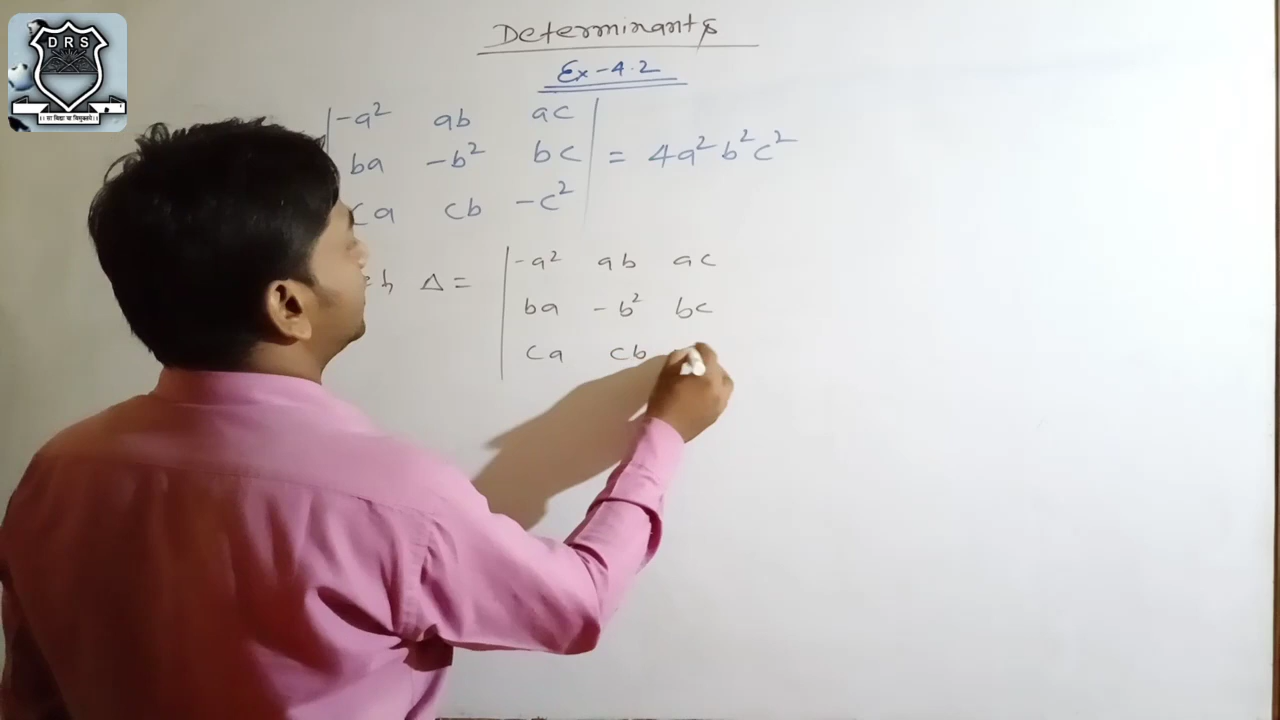 DRS
|| सा विद्या या विमुक्तये ||
Determinants
Ex-4.2
-a² ab ac
ba -b² bc = 4a²b²c²
ca cb -c²
-a² ab ac
Δ = ba -b² bc
ca cb